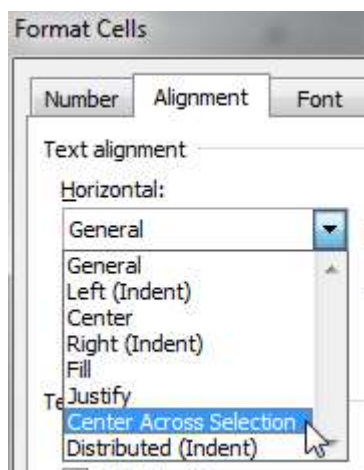 Format Cells
Number Alignment Font
Text alignment
Horizontal:
General
General
Left (Indent)
Center
Right (Indent)
Fill
Justify
Te
Center Across Selection
Distributed (Indent)